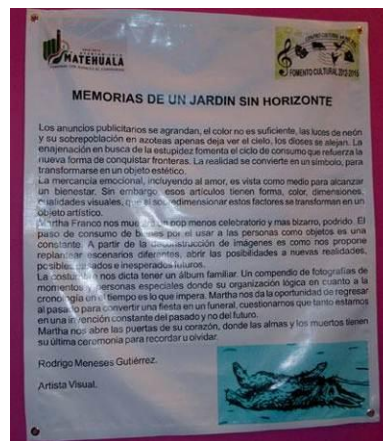 MATEHUALA
FOMENTO CULTURAL 2012-2015
MEMORIAS DE UN JARDIN SIN HORIZONTE
Los anuncios publicitarios se agrandan, el color no es suficiente, las luces de neón
y su sobrepoblación en azoteas apenas deja ver el cielo, los dioses se alejan. La
enajenación en busca de la estupidez fomenta el ciclo de consumo que refuerza la
nueva forma de conquistar fronteras. La realidad se convierte en un símbolo, para
transformarse en un objeto estético.
La mercancía emocional, incluyendo al amor, es vista como medio para alcanzar
un bienestar. Sin embargo esos artículos tienen forma, color, dimensiones,
cualidades visuales, que al sobredimensionar estos factores se transforman en un
objeto artístico.
Martha Franco nos muestra un pop menos celebratorio y mas bizarro, podrido. El
paso de consumo de bienes por el usar a las personas como objetos es una
constante. A partir de la deconstrucción de imágenes es como nos propone
replantear escenarios diferentes, abrir las posibilidades a nuevas realidades,
posibles pasados e inesperados futuros.
La costumbre nos dicta tener un álbum familiar. Un compendio de fotografías de
momentos y personas especiales donde su organización lógica en cuanto a la
cronología en el tiempo es lo que impera. Martha nos da la oportunidad de regresar
al pasado para convertir una fiesta en un funeral, cuestionarnos que tanto estamos
en una invención constante del pasado y no del futuro.
Martha nos abre las puertas de su corazón, donde las almas y los muertos tienen
su última ceremonia para recordar u olvidar.
Rodrigo Meneses Gutiérrez.
Artista Visual.